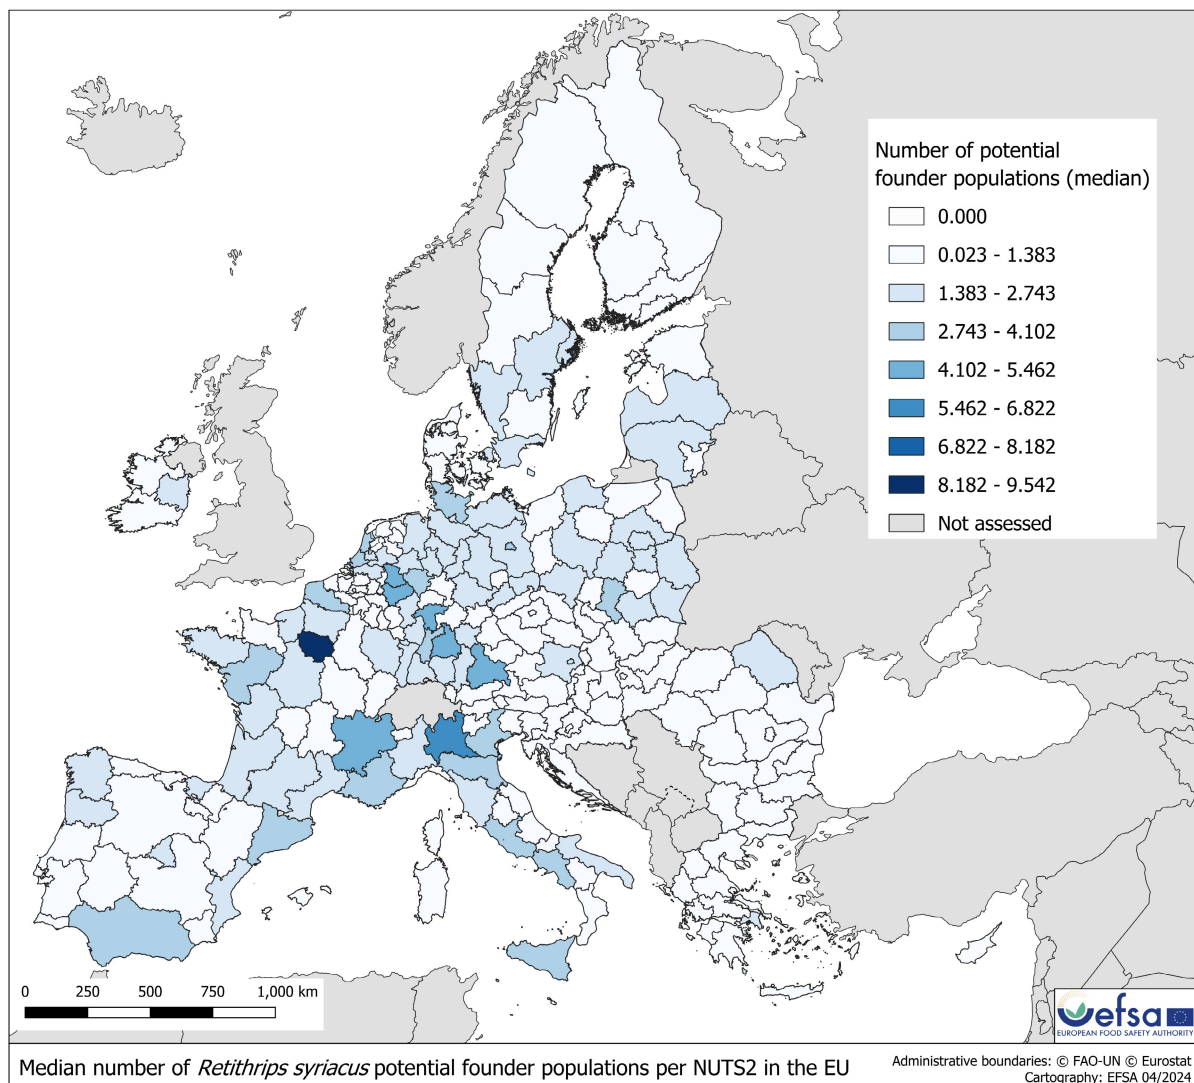 Number of potential
founder populations (median)
0.000
0.023 - 1.383
1.383 - 2.743
2.743 - 4.102
4.102 - 5.462
5.462 - 6.822
6.822 - 8.182
8.182 - 9.542
Not assessed
0 250 500 750 1,000 km
efsa
EUROPEAN FOOD SAFETY AUTHORITY
Median number of Retithrips syriacus potential founder populations per NUTS2 in the EU
Administrative boundaries: © FAO-UN © Eurostat
Cartography: EFSA 04/2024